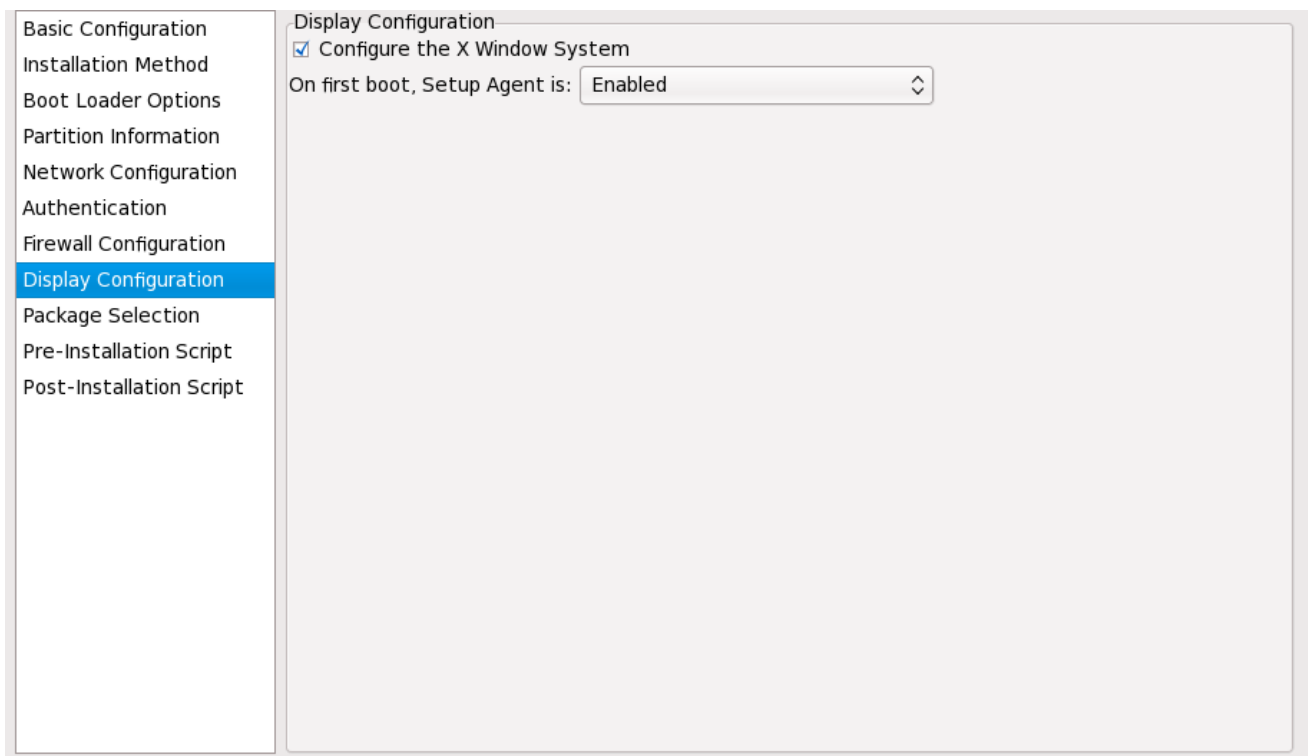 Basic Configuration
Installation Method
Boot Loader Options
Partition Information
Network Configuration
Authentication
Firewall Configuration
Display Configuration
Package Selection
Pre-Installation Script
Post-Installation Script
Display Configuration
Configure the X Window System
On first boot, Setup Agent is: Enabled